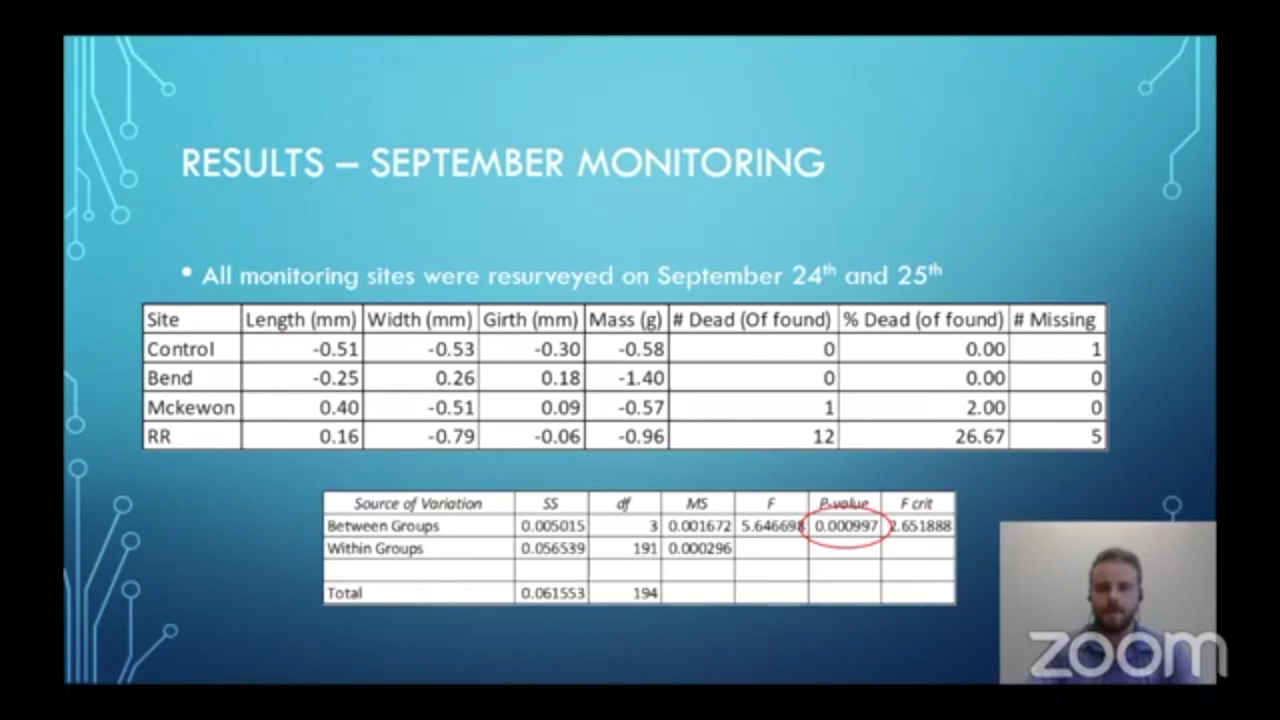 RESULTS – SEPTEMBER MONITORING
• All monitoring sites were resurveyed on September 24th and 25th
Site Length (mm) Width (mm) Girth (mm) Mass (g) # Dead (Of found) % Dead (of found) # Missing
Control -0.51 -0.53 -0.30 -0.58 0 0.00 1
Bend -0.25 0.26 0.18 -1.40 0 0.00 0
Mckewon 0.40 -0.51 0.09 -0.57 1 2.00 0
RR 0.16 -0.79 -0.06 -0.96 12 26.67 5
Source of Variation SS df MS F P-value F crit
Between Groups 0.005015 3 0.001672 5.646698 0.000997 2.651888
Within Groups 0.056539 191 0.000296
Total 0.061553 194
zoom